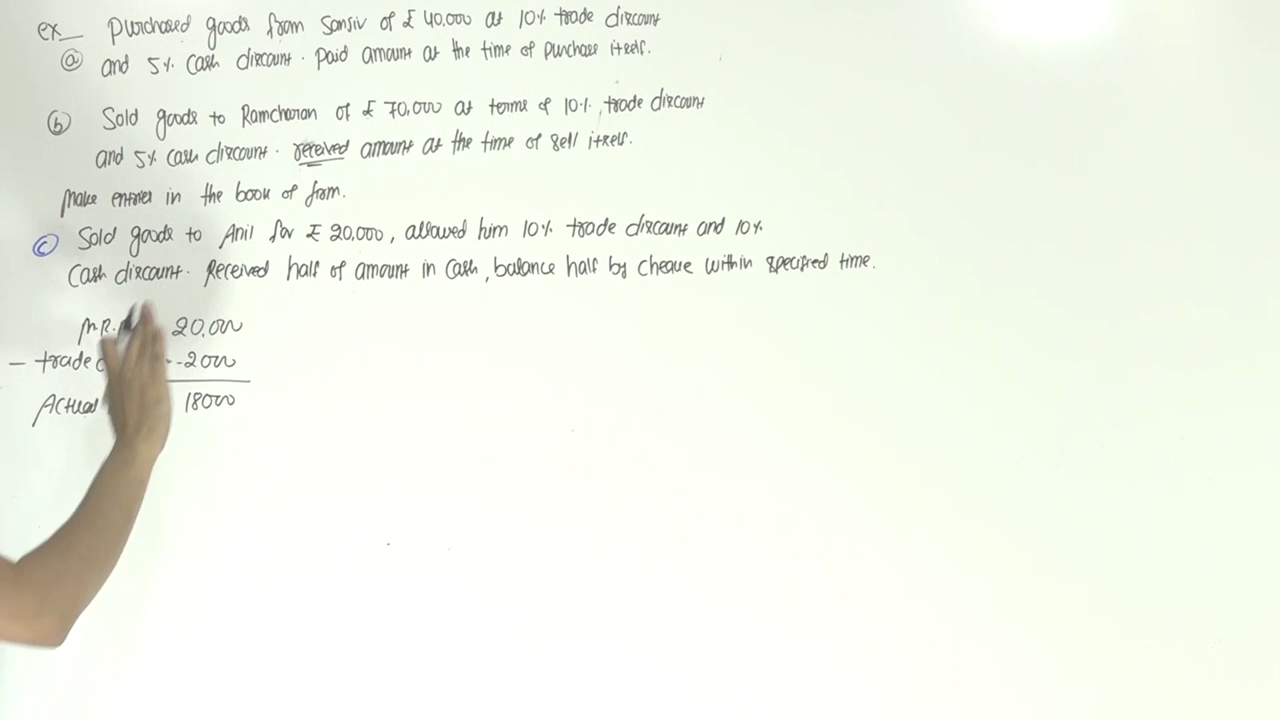 ex_ purchased goods from Sansiv of ₹ 40,000 at 10% trade discount
(a) and 5% cash discount. paid amount at the time of purchase itself.
(b) Sold goods to Ramcharan of ₹ 70,000 at terms of 10% trade discount
and 5% cash discount. received amount at the time of sell itself.
Make entries in the book of firm.
(c) Sold goods to Anil for ₹ 20,000, allowed him 10% trade discount and 10%
Cash discount. Received half of amount in cash, balance half by cheque within specified time.
M.R. 20,000
- trade - 2000
Actual 18000